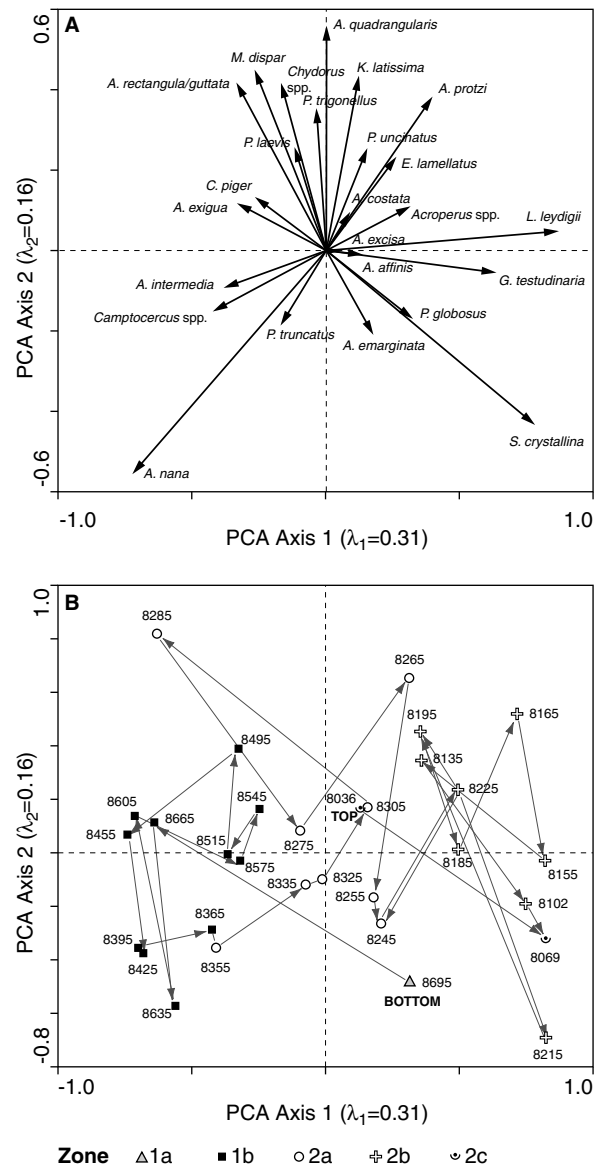 A
0.6
A. quadrangularis
M. dispar
Chydorus spp.
K. latissima
A. rectangula/guttata
A. protzi
P. trigonellus
P. laevis
P. uncinatus
E. lamellatus
C. piger
A. costata
A. exigua
Acroperus spp.
L. leydigii
A. excisa
A. affinis
A. intermedia
G. testudinaria
Camptocercus spp.
P. globosus
P. truncatus
A. emarginata
S. crystallina
A. nana
PCA Axis 2 (λ2=0.16)
-0.6
-1.0
1.0
PCA Axis 1 (λ1=0.31)
B
1.0
8285
8265
8195
8165
8495
8135
8225
8605
8665
8545
8036
8305
TOP
8455
8515
8575
8275
8185
8155
8335
8325
8255
8102
8365
8245
8395
8355
8069
8425
8695
BOTTOM
8635
8215
PCA Axis 2 (λ2=0.16)
-0.8
-1.0
1.0
PCA Axis 1 (λ1=0.31)
Zone 1a 1b 2a 2b 2c